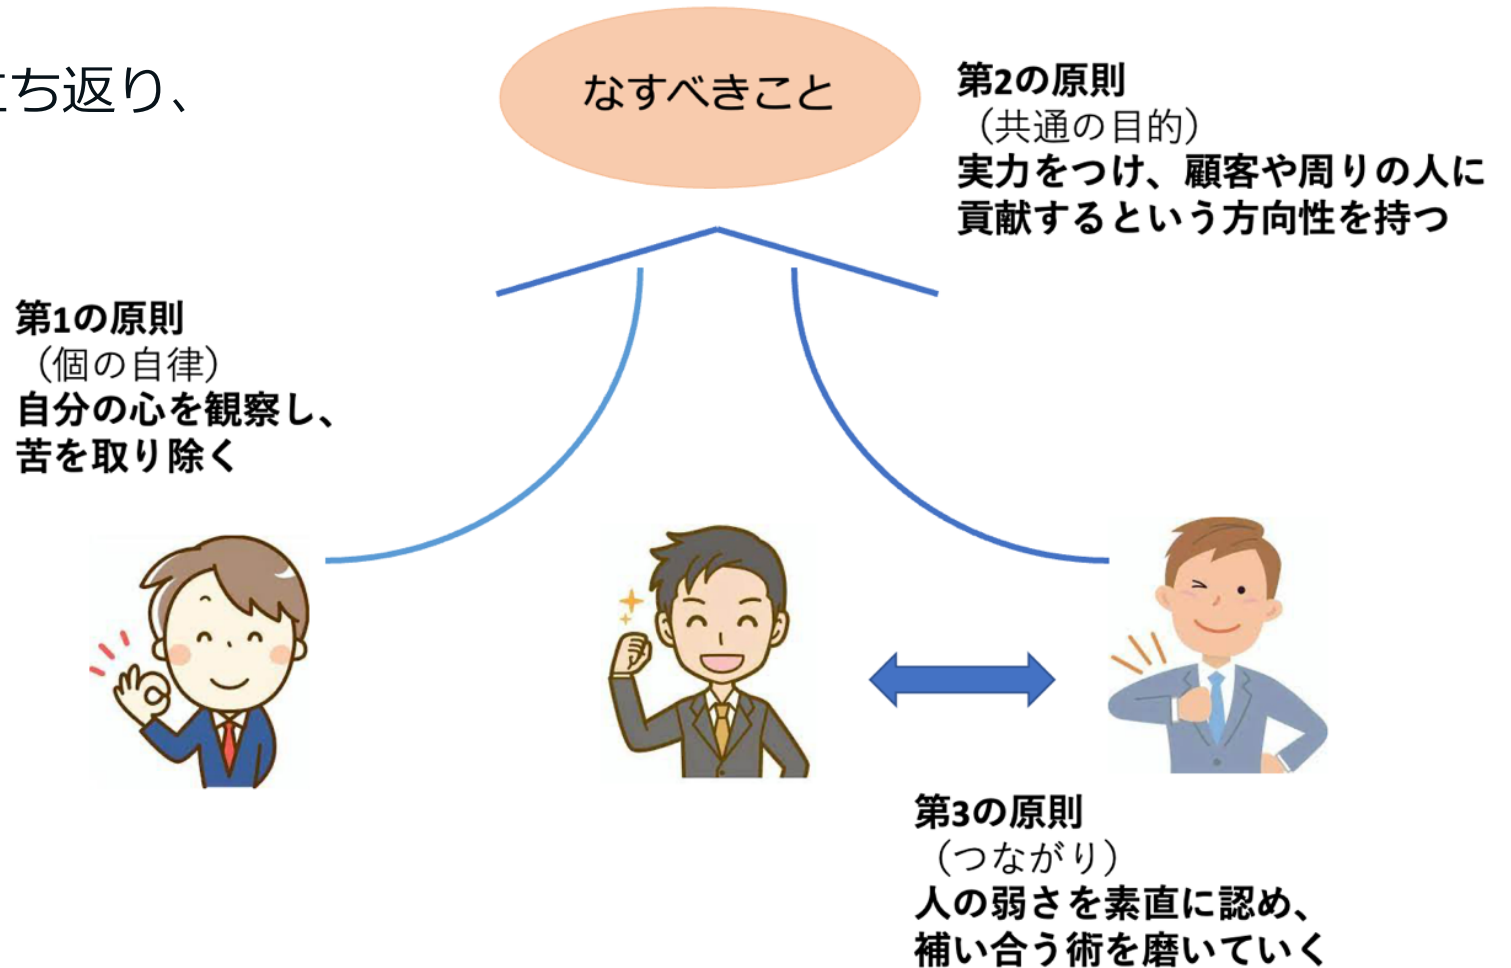 ち返り、
なすべきこと
第2の原則
（共通の目的）
実力をつけ、顧客や周りの人に
貢献するという方向性を持つ
第1の原則
（個の自律）
自分の心を観察し、
苦を取り除く
第3の原則
（つながり）
人の弱さを素直に認め、
補い合う術を磨いていく